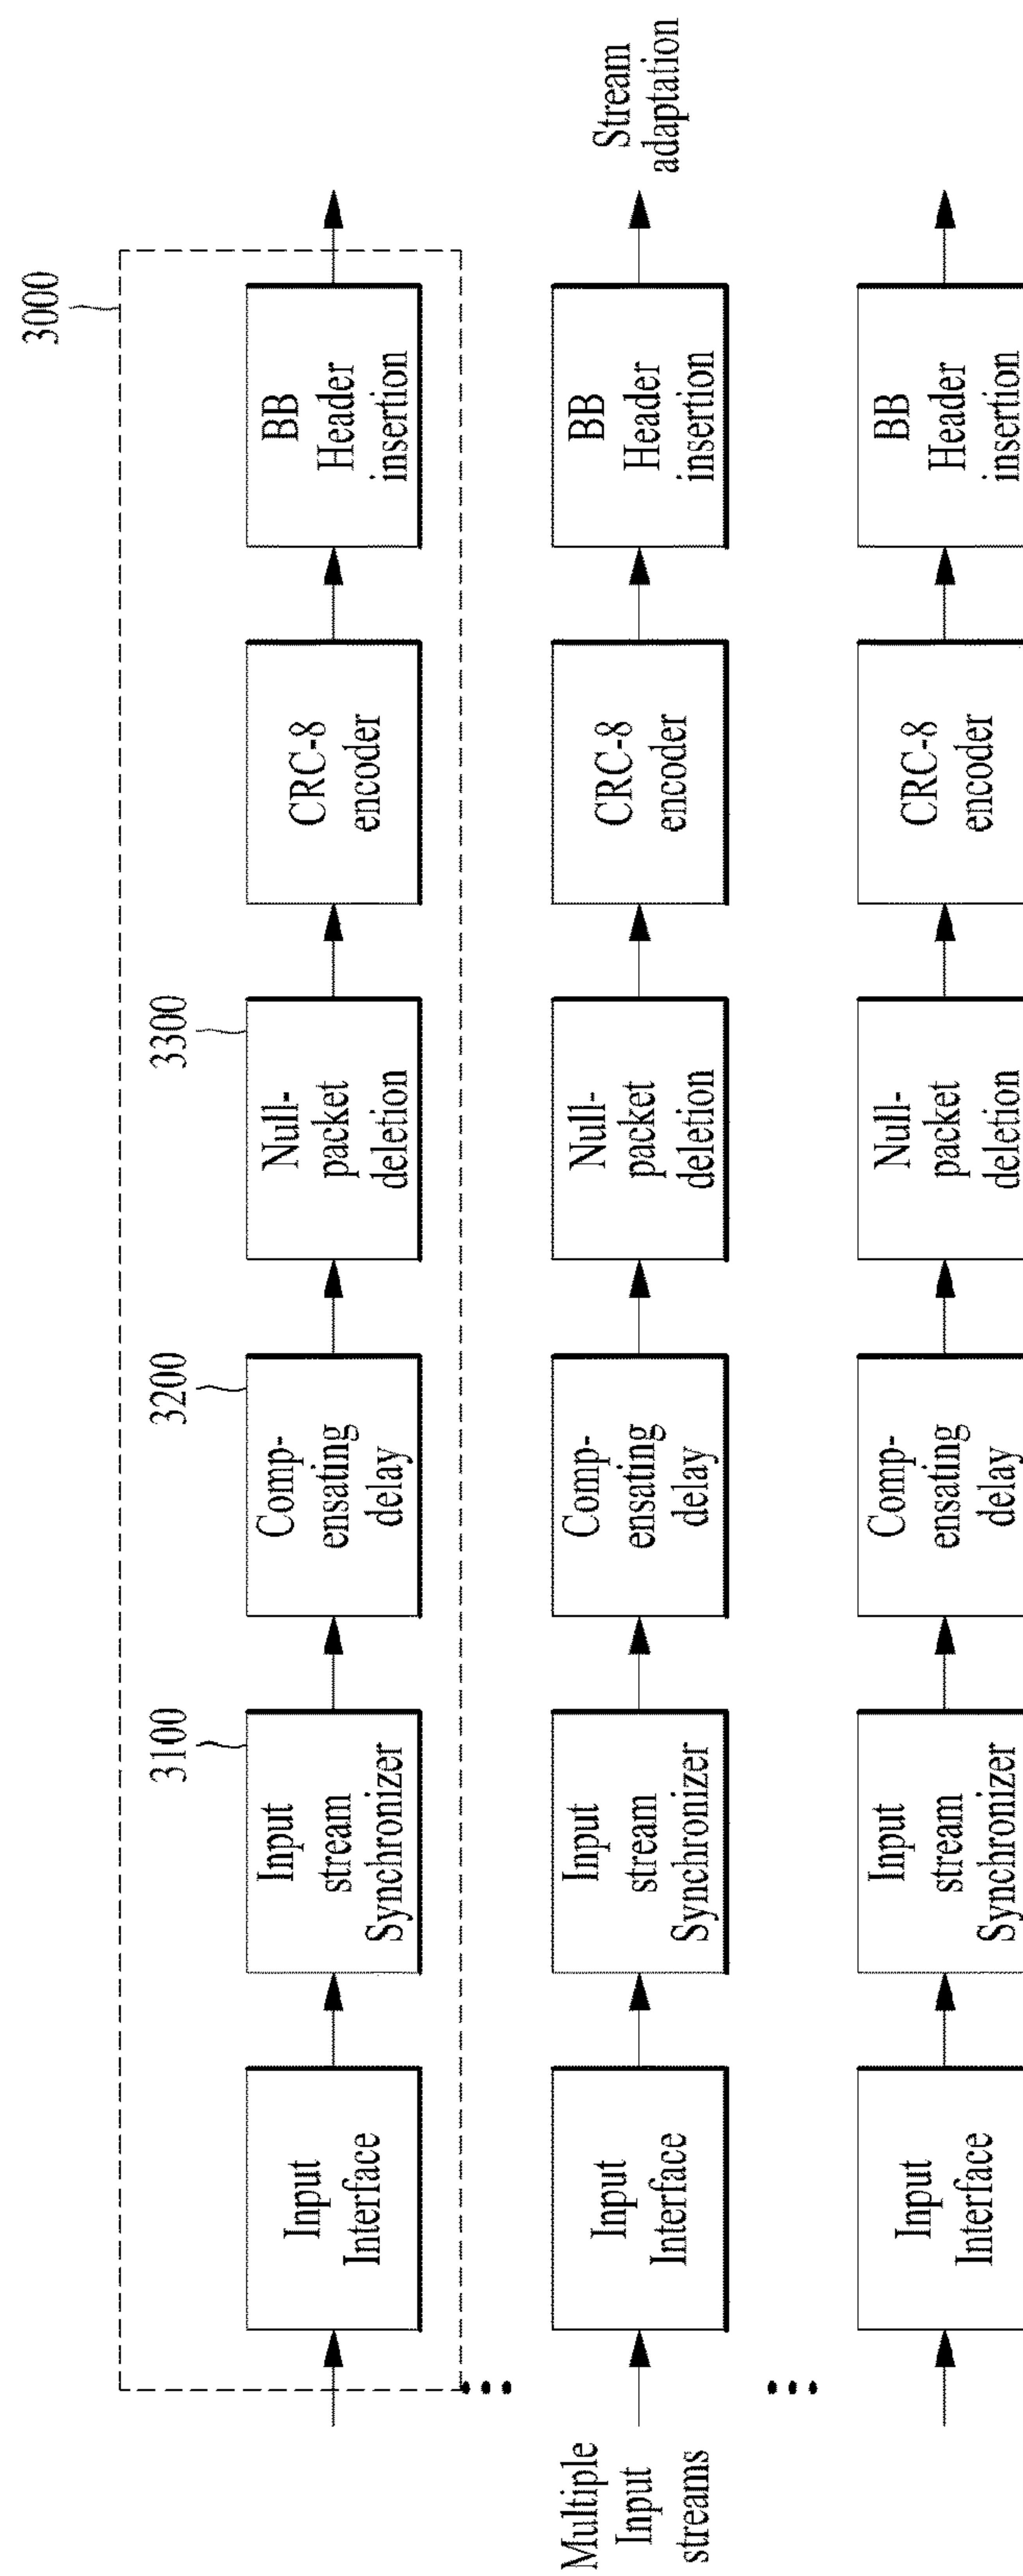 3000
3100
3200
3300
Input
Interface
Input
stream
Synchronizer
Comp-
ensating
delay
Null-
packet
deletion
CRC-8
encoder
BB
Header
insertion
Multiple
Input
streams
Input
Interface
Input
stream
Synchronizer
Comp-
ensating
delay
Null-
packet
deletion
CRC-8
encoder
BB
Header
insertion
Stream
adaptation
Input
Interface
Input
stream
Synchronizer
Comp-
ensating
delay
Null-
packet
deletion
CRC-8
encoder
BB
Header
insertion